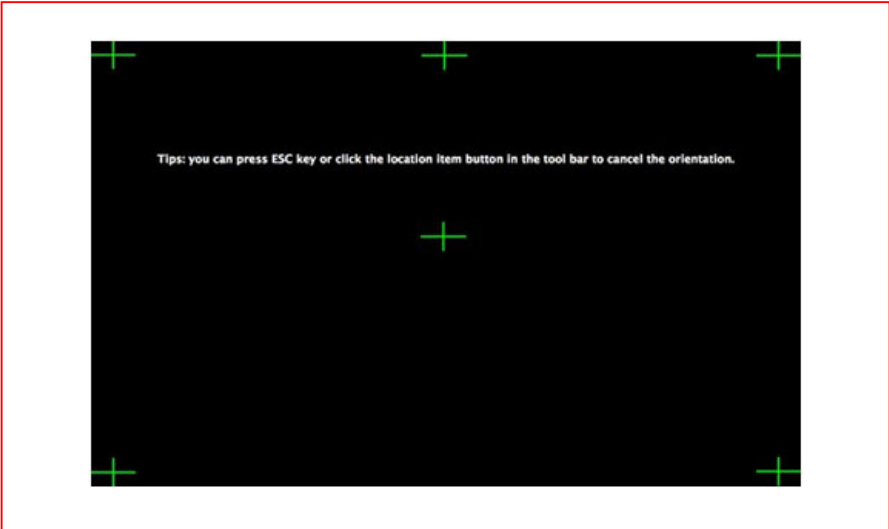 Tips: you can press ESC key or click the location item button in the tool bar to cancel the orientation.